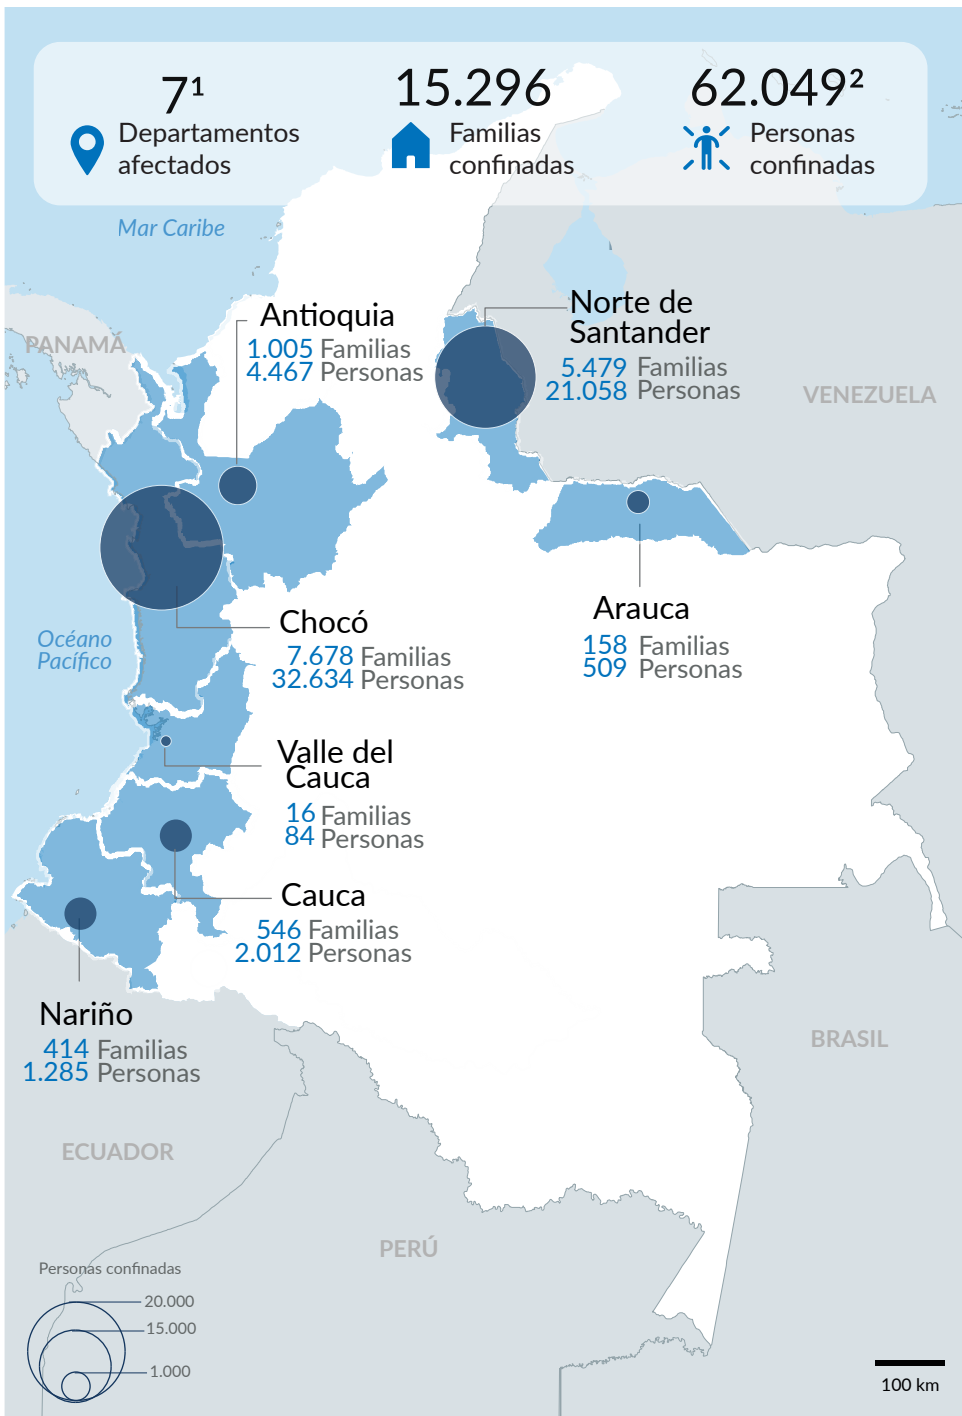 7¹
Departamentos
afectados
15.296
Familias
confinadas
62.049²
Personas
confinadas
Mar Caribe
PANAMÁ
Antioquia
1.005 Familias
4.467 Personas
Norte de
Santander
5.479 Familias
21.058 Personas
VENEZUELA
Océano
Pacífico
Chocó
7.678 Familias
32.634 Personas
Arauca
158 Familias
509 Personas
Valle del
Cauca
16 Familias
84 Personas
Cauca
546 Familias
2.012 Personas
Nariño
414 Familias
1.285 Personas
BRASIL
ECUADOR
PERÚ
Personas confinadas
20.000
15.000
1.000
100 km